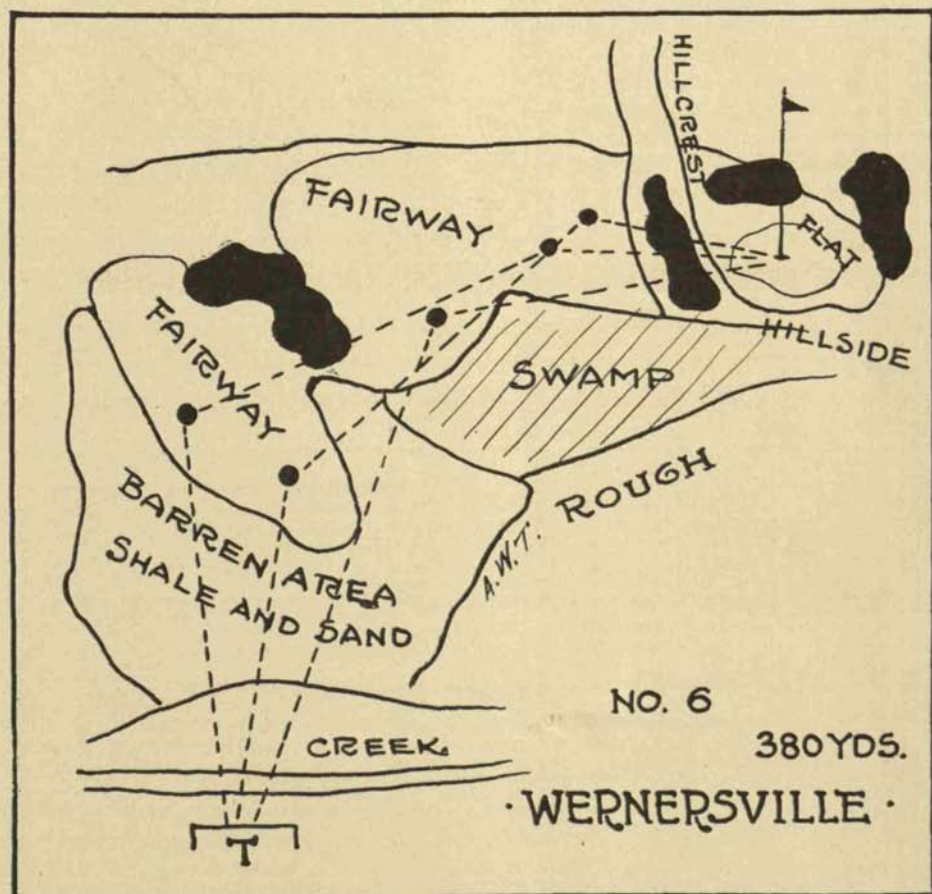 HILLCREST
FAIRWAY
FLAT
HILLSIDE
FAIRWAY
SWAMP
ROUGH
A.W.T.
BARREN AREA
SHALE AND SAND
NO. 6
CREEK.
380 YDS.
· WERNERSVILLE ·
T